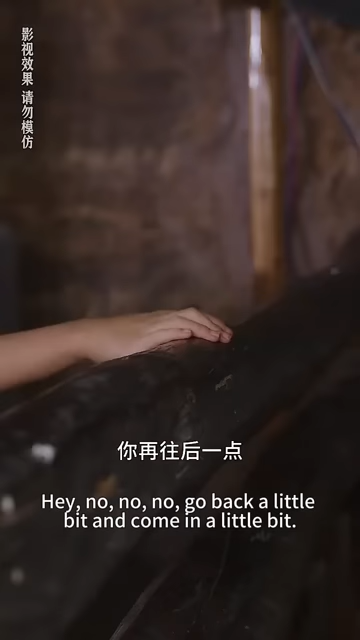 影视效果 请勿模仿
你再往后一点
Hey, no, no, no, go back a little
bit and come in a little bit.